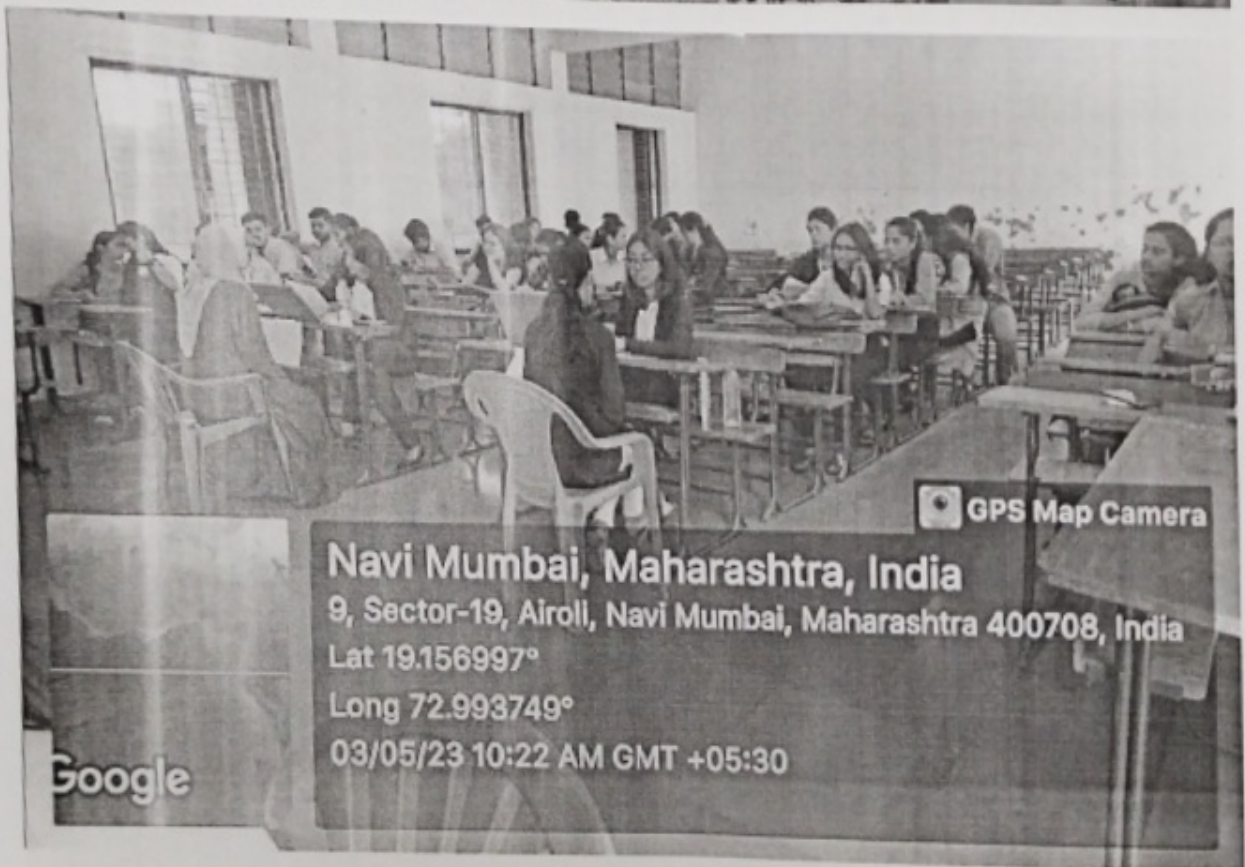 GPS Map Camera
Navi Mumbai, Maharashtra, India
9, Sector-19, Airoli, Navi Mumbai, Maharashtra 400708, India
Lat 19.156997°
Long 72.993749°
03/05/23 10:22 AM GMT +05:30
Google